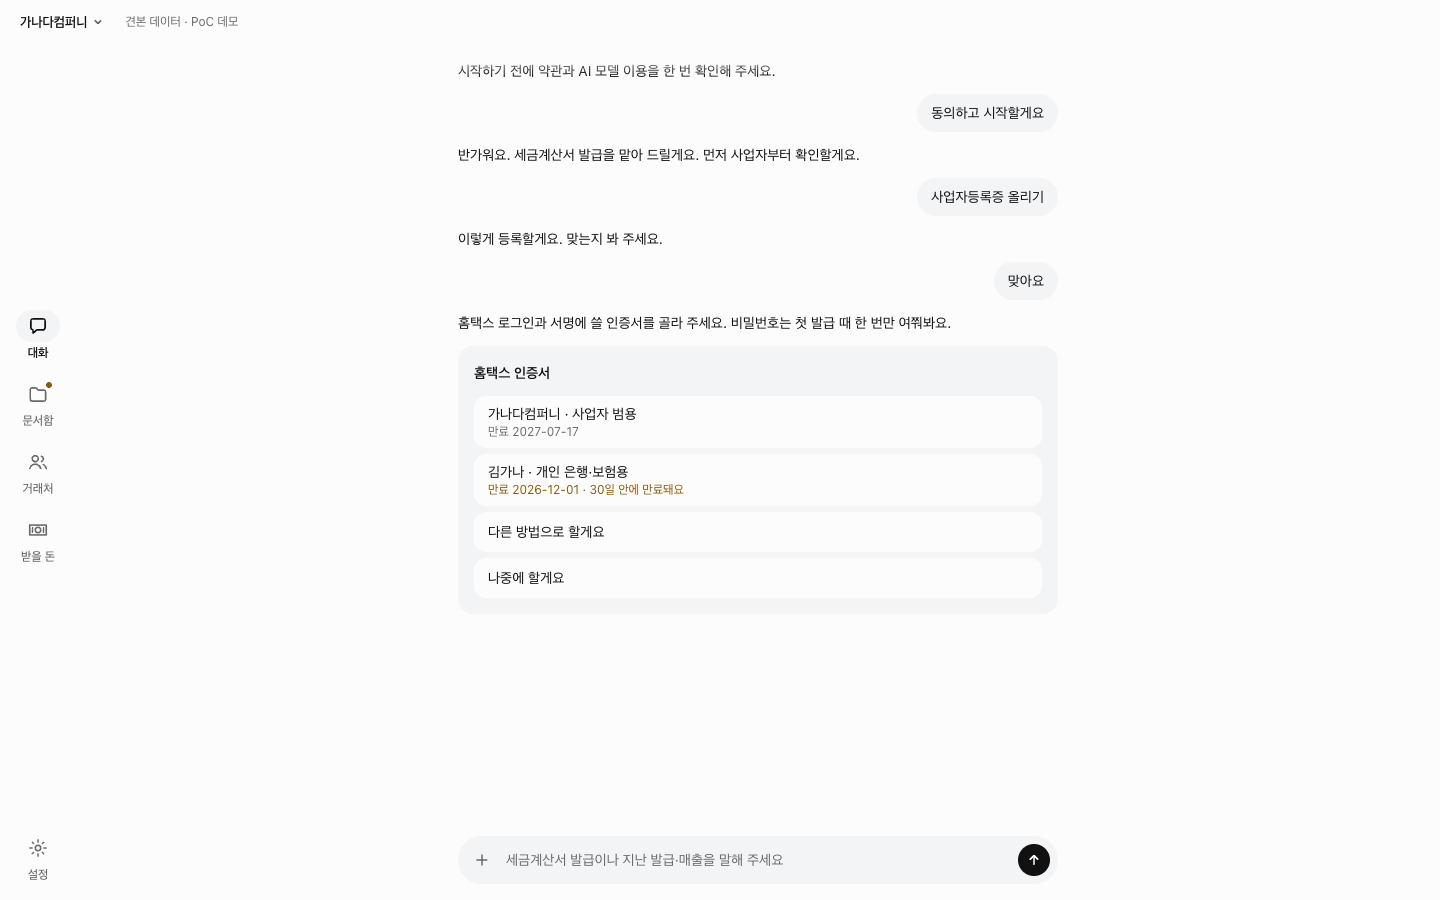 가나다컴퍼니
견본 데이터 · PoC 데모
시작하기 전에 약관과 AI 모델 이용을 한 번 확인해 주세요.
동의하고 시작할게요
반가워요. 세금계산서 발급을 맡아 드릴게요. 먼저 사업자부터 확인할게요.
사업자등록증 올리기
이렇게 등록할게요. 맞는지 봐 주세요.
맞아요
홈택스 로그인과 서명에 쓸 인증서를 골라 주세요. 비밀번호는 첫 발급 때 한 번만 여쭤봐요.
홈택스 인증서
가나다컴퍼니 · 사업자 범용
만료 2027-07-17
김가나 · 개인 은행·보험용
만료 2026-12-01 · 30일 안에 만료돼요
다른 방법으로 할게요
나중에 할게요
대화
문서함
거래처
받을 돈
설정
세금계산서 발급이나 지난 발급·매출을 말해 주세요